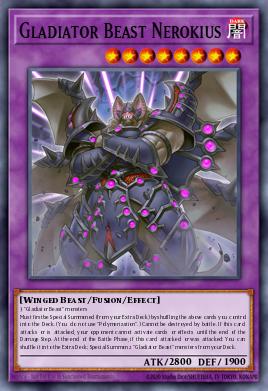 GLADIATOR BEAST NEROKIUS
DARK
[WINGED BEAST/FUSION/EFFECT]
3 "Gladiator Beast" monsters
Must first be Special Summoned (from your Extra Deck) by shuffling the above cards you control
into the Deck. (You do not use "Polymerization".) Cannot be destroyed by battle. If this card
attacks or is attacked, your opponent cannot activate cards or effects until the end of the
Damage Step. At the end of the Battle Phase, if this card attacked or was attacked: You can
shuffle it into the Extra Deck; Special Summon 2 "Gladiator Beast" monsters from your Deck.
ATK/2800 DEF/1900